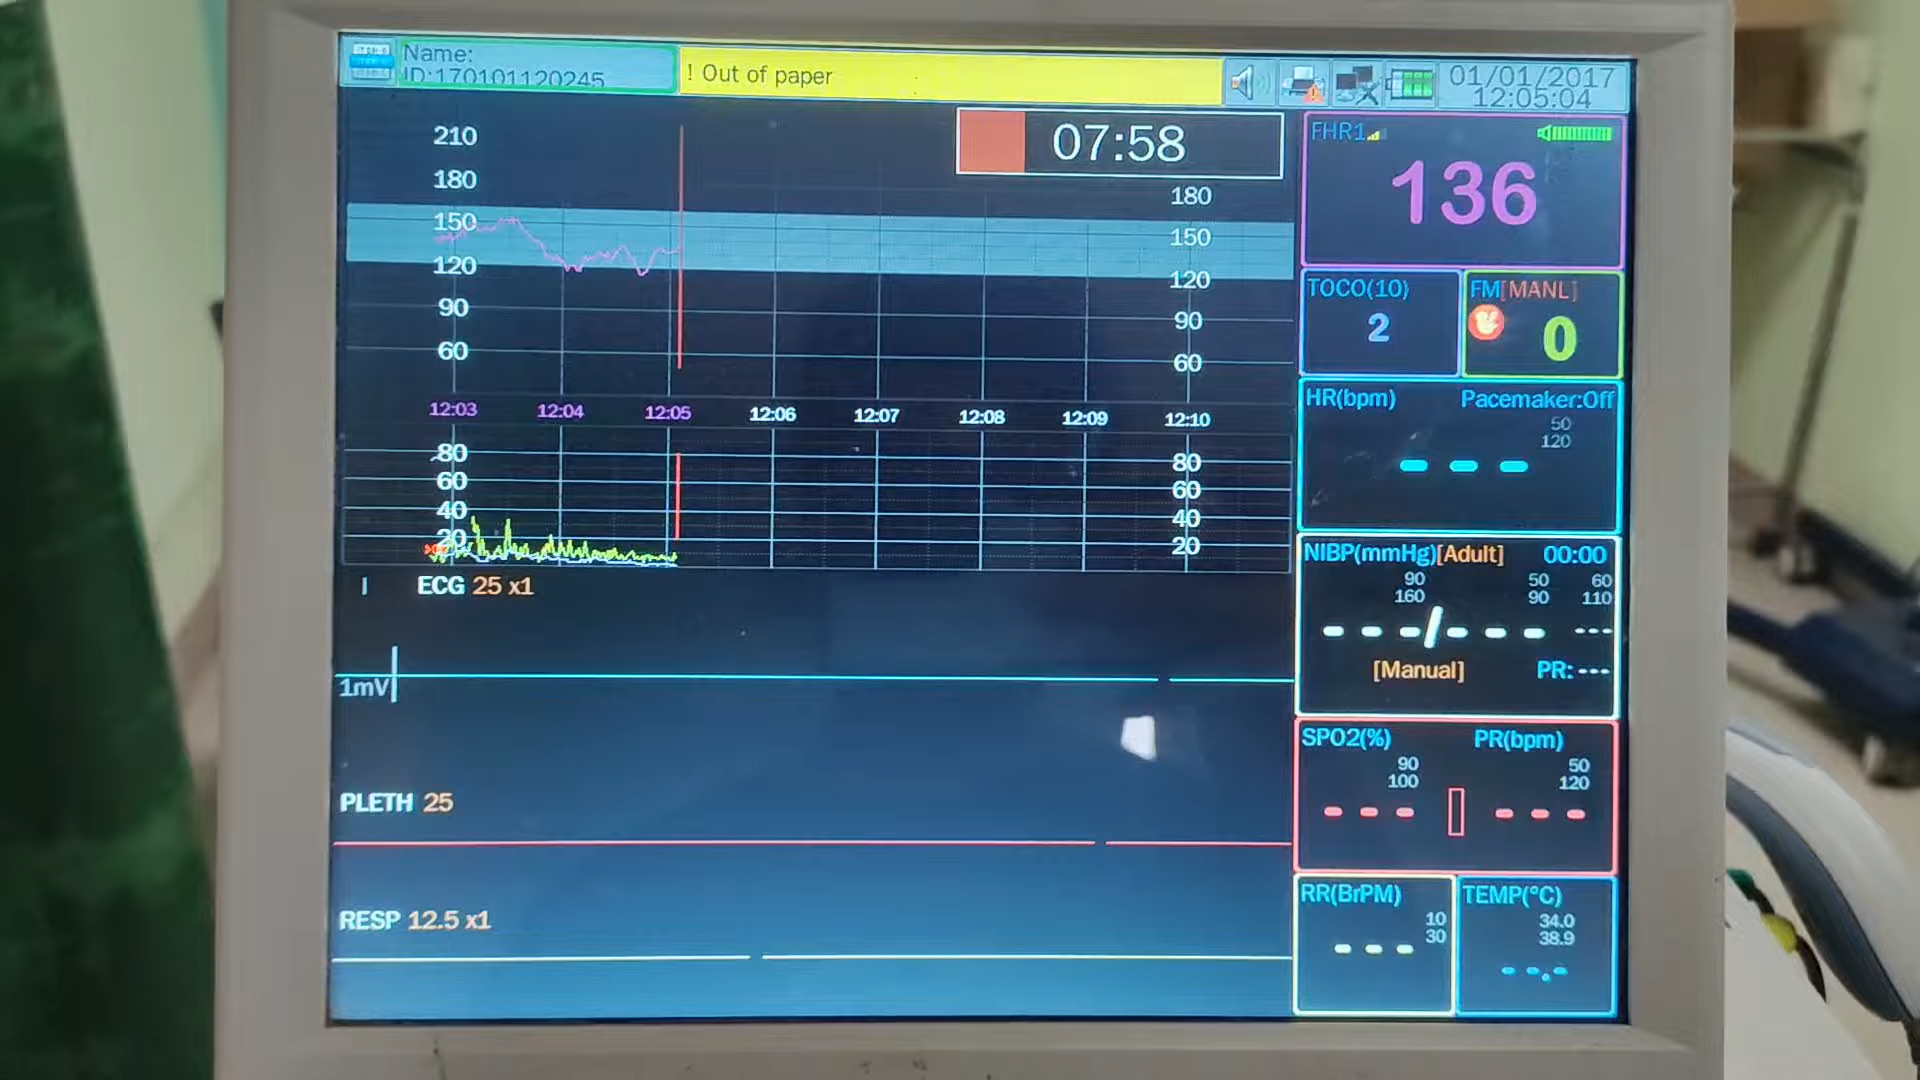 Name:
ID:170101120245
! Out of paper
01/01/2017
12:05:04
07:58
210
180
150
120
90
60
180
150
120
90
60
12:03 12:04 12:05 12:06 12:07 12:08 12:09 12:10
80
60
40
20
80
60
40
20
I ECG 25 x1
1mV
PLETH 25
RESP 12.5 x1
FHR1
136
TOCO(10)
2
FM[MANL]
0
HR(bpm) Pacemaker:Off
50
120
- - -
NIBP(mmHg)[Adult] 00:00
90 50 60
160 90 110
- - -/- - - ---
[Manual] PR:---
SPO2(%) PR(bpm)
90 50
100 120
- - - - - -
RR(BrPM)
10
30
- - -
TEMP(°C)
34.0
38.9
- -.-